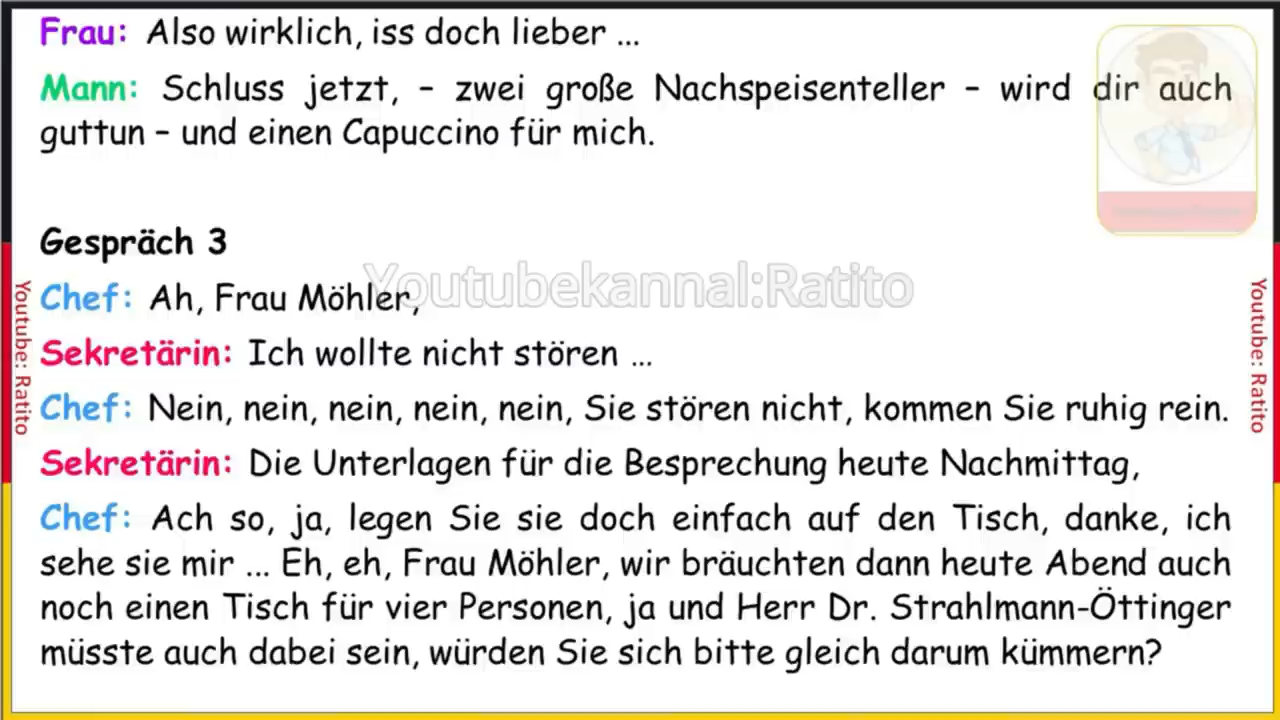 Frau: Also wirklich, iss doch lieber ...
Mann: Schluss jetzt, – zwei große Nachspeisenteller – wird dir auch
guttun – und einen Capuccino für mich.
Gespräch 3
Youtubekannal:Ratito
Chef: Ah, Frau Möhler,
Youtube: Ratito
Youtube: Ratito
Sekretärin: Ich wollte nicht stören ...
Chef: Nein, nein, nein, nein, nein, Sie stören nicht, kommen Sie ruhig rein.
Sekretärin: Die Unterlagen für die Besprechung heute Nachmittag,
Chef: Ach so, ja, legen Sie sie doch einfach auf den Tisch, danke, ich
sehe sie mir ... Eh, eh, Frau Möhler, wir bräuchten dann heute Abend auch
noch einen Tisch für vier Personen, ja und Herr Dr. Strahlmann-Öttinger
müsste auch dabei sein, würden Sie sich bitte gleich darum kümmern?